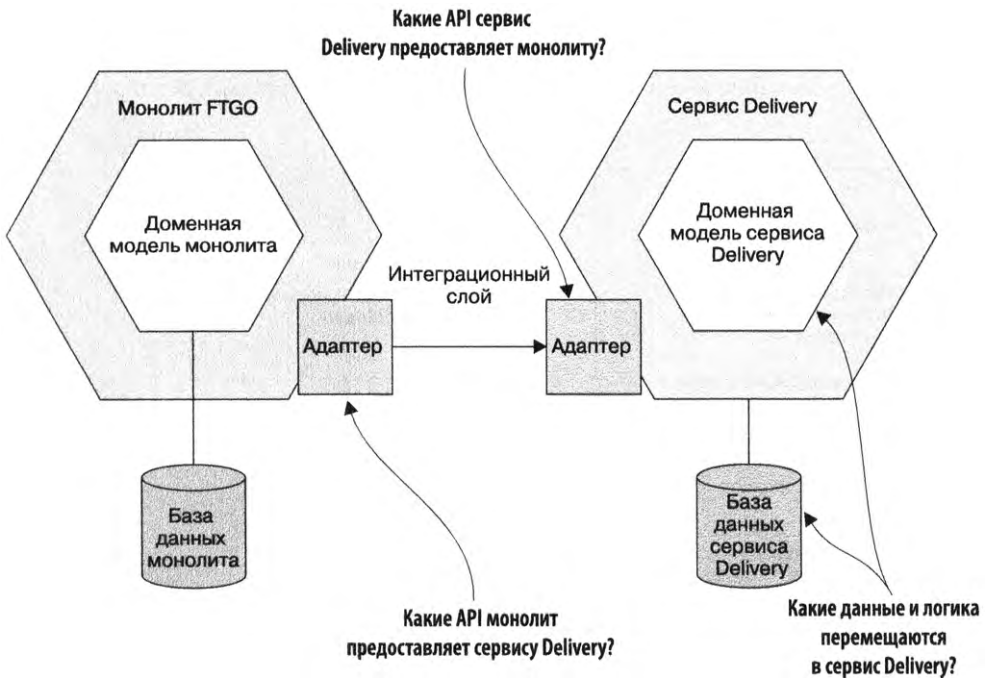 Какие API сервис
Delivery предоставляет монолиту?
Монолит FTGO
Сервис Delivery
Доменная
модель монолита
Доменная
модель сервиса
Delivery
Интеграционный
слой
Адаптер
Адаптер
База
данных
монолита
База
данных
сервиса
Delivery
Какие API монолит
предоставляет сервису Delivery?
Какие данные и логика
перемещаются
в сервис Delivery?